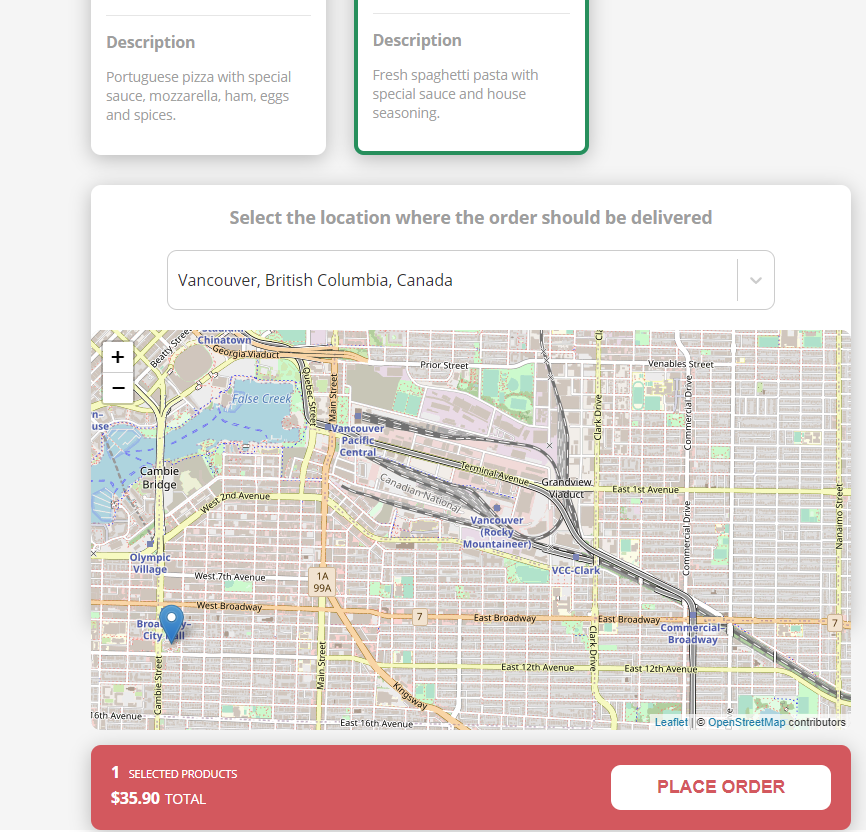 Description
Portuguese pizza with special
sauce, mozzarella, ham, eggs
and spices.
Description
Fresh spaghetti pasta with
special sauce and house
seasoning.
Select the location where the order should be delivered
Vancouver, British Columbia, Canada
+
−
Chinatown
Beatty Street
Georgia Viaduct
Prior Street
Venables Street
False Creek
Quebec Street
Main Street
Clark Drive
Commercial Drive
Vancouver
Pacific
Central
Cambie
Bridge
Terminal Avenue
Canadian National
Grandview
Viaduct
East 1st Avenue
Nanaimo Street
West 2nd Avenue
Vancouver
(Rocky
Mountaineer)
Commercial Drive
Olympic
Village
VCC-Clark
West 7th Avenue
1A
99A
West Broadway
7
East Broadway
East Broadway
7
City
Commercial–
Broadway
Clark Drive
Main Street
Cambie Street
East 12th Avenue
East 12th Avenue
Kingsway
16th Avenue
East 16th Avenue
Leaflet | © OpenStreetMap contributors
1 SELECTED PRODUCTS
$35.90 TOTAL
PLACE ORDER